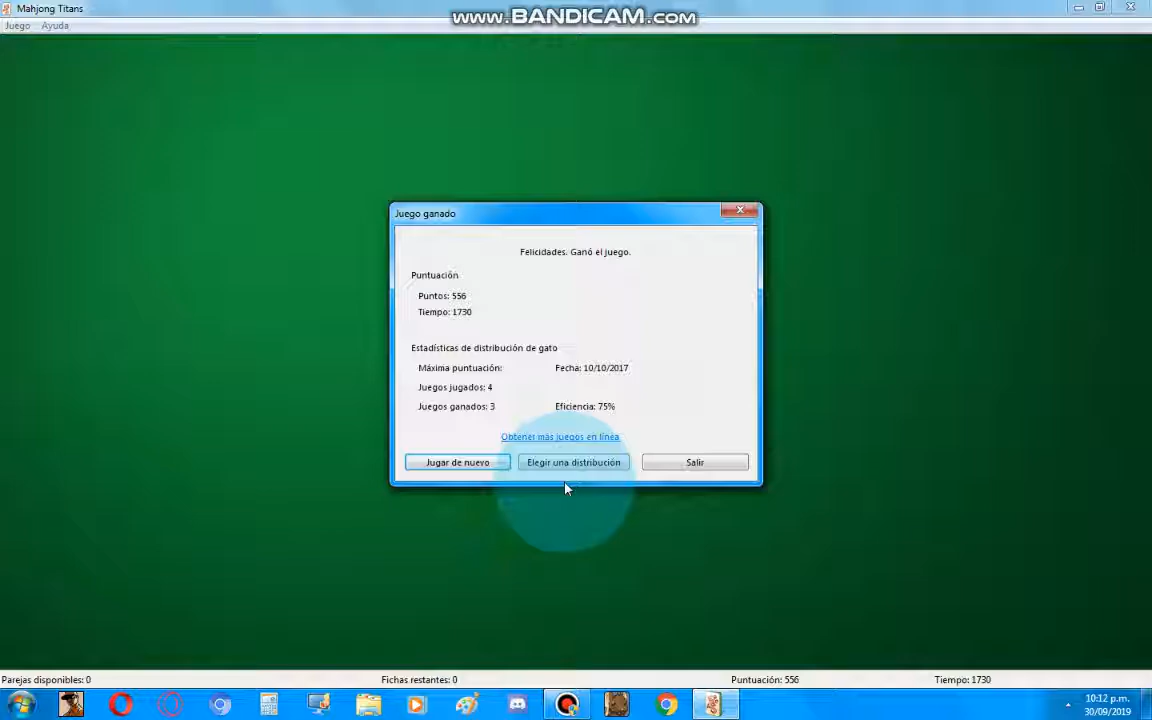 Mahjong Titans
www.BANDICAM.com
Juego Ayuda
Juego ganado
Felicidades. Ganó el juego.
Puntuación
Puntos: 556
Tiempo: 1730
Estadísticas de distribución de gato
Máxima puntuación: Fecha: 10/10/2017
Juegos jugados: 4
Juegos ganados: 3 Eficiencia: 75%
Obtener más juegos en línea
Jugar de nuevo Elegir una distribución Salir
Parejas disponibles: 0 Fichas restantes: 0 Puntuación: 556 Tiempo: 1730
10:12 p.m.
30/09/2019